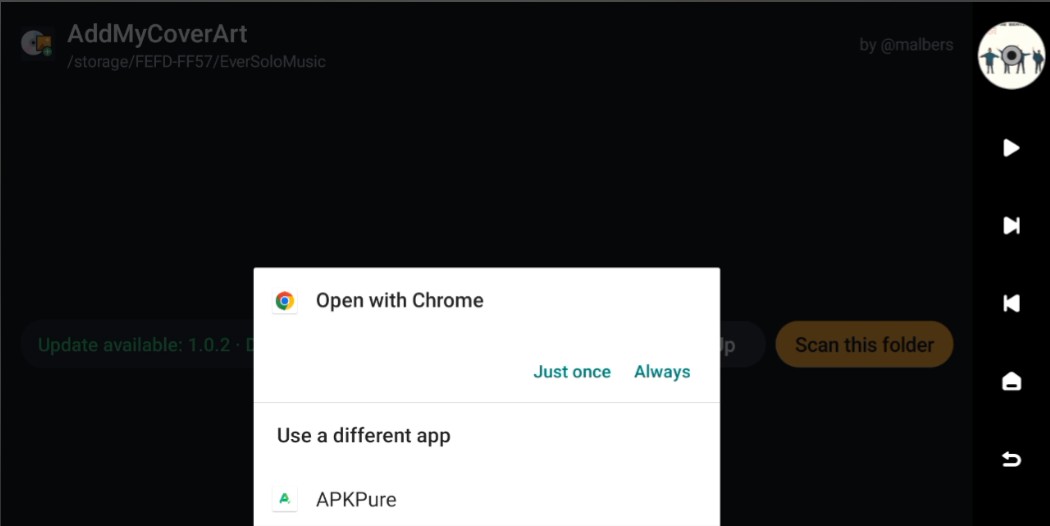 AddMyCoverArt
/storage/FEFD-FF57/EverSoloMusic
by @malbers
Open with Chrome
Update available: 1.0.2 · D
lp
Scan this folder
Just once
Always
Use a different app
APKPure